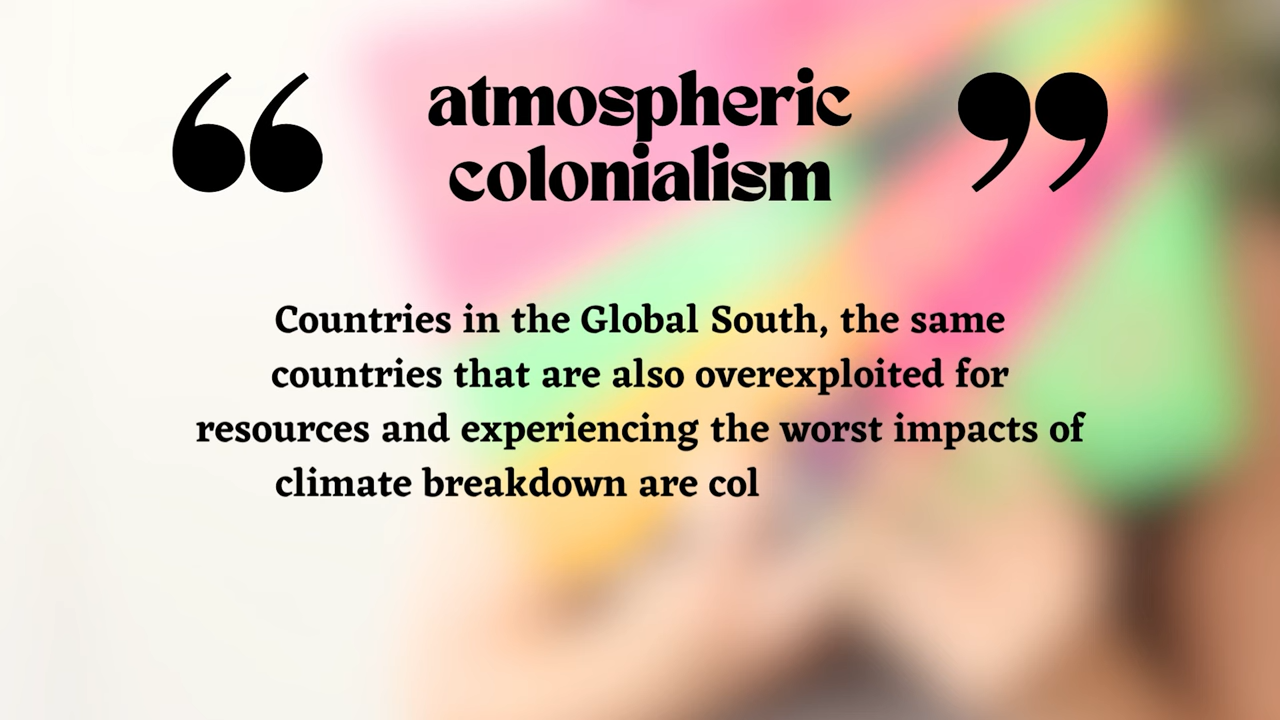 “ atmospheric ”
colonialism
Countries in the Global South, the same
countries that are also overexploited for
resources and experiencing the worst impacts of
climate breakdown are col